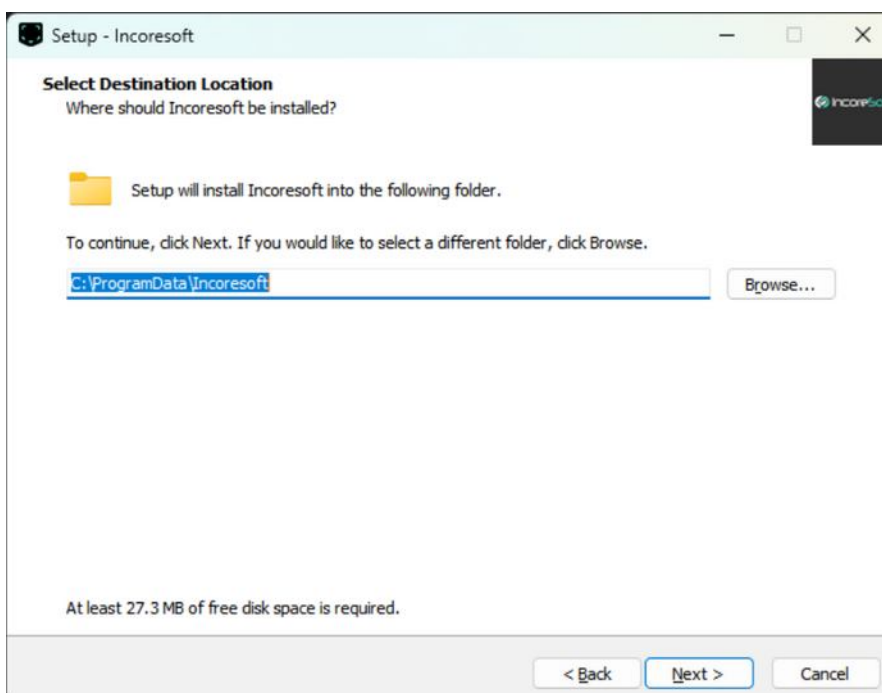 Setup - Incoresoft
Select Destination Location
Where should Incoresoft be installed?
IncoreSo
Setup will install Incoresoft into the following folder.
To continue, click Next. If you would like to select a different folder, click Browse.
C:\ProgramData\Incoresoft
Browse...
At least 27.3 MB of free disk space is required.
< Back
Next >
Cancel